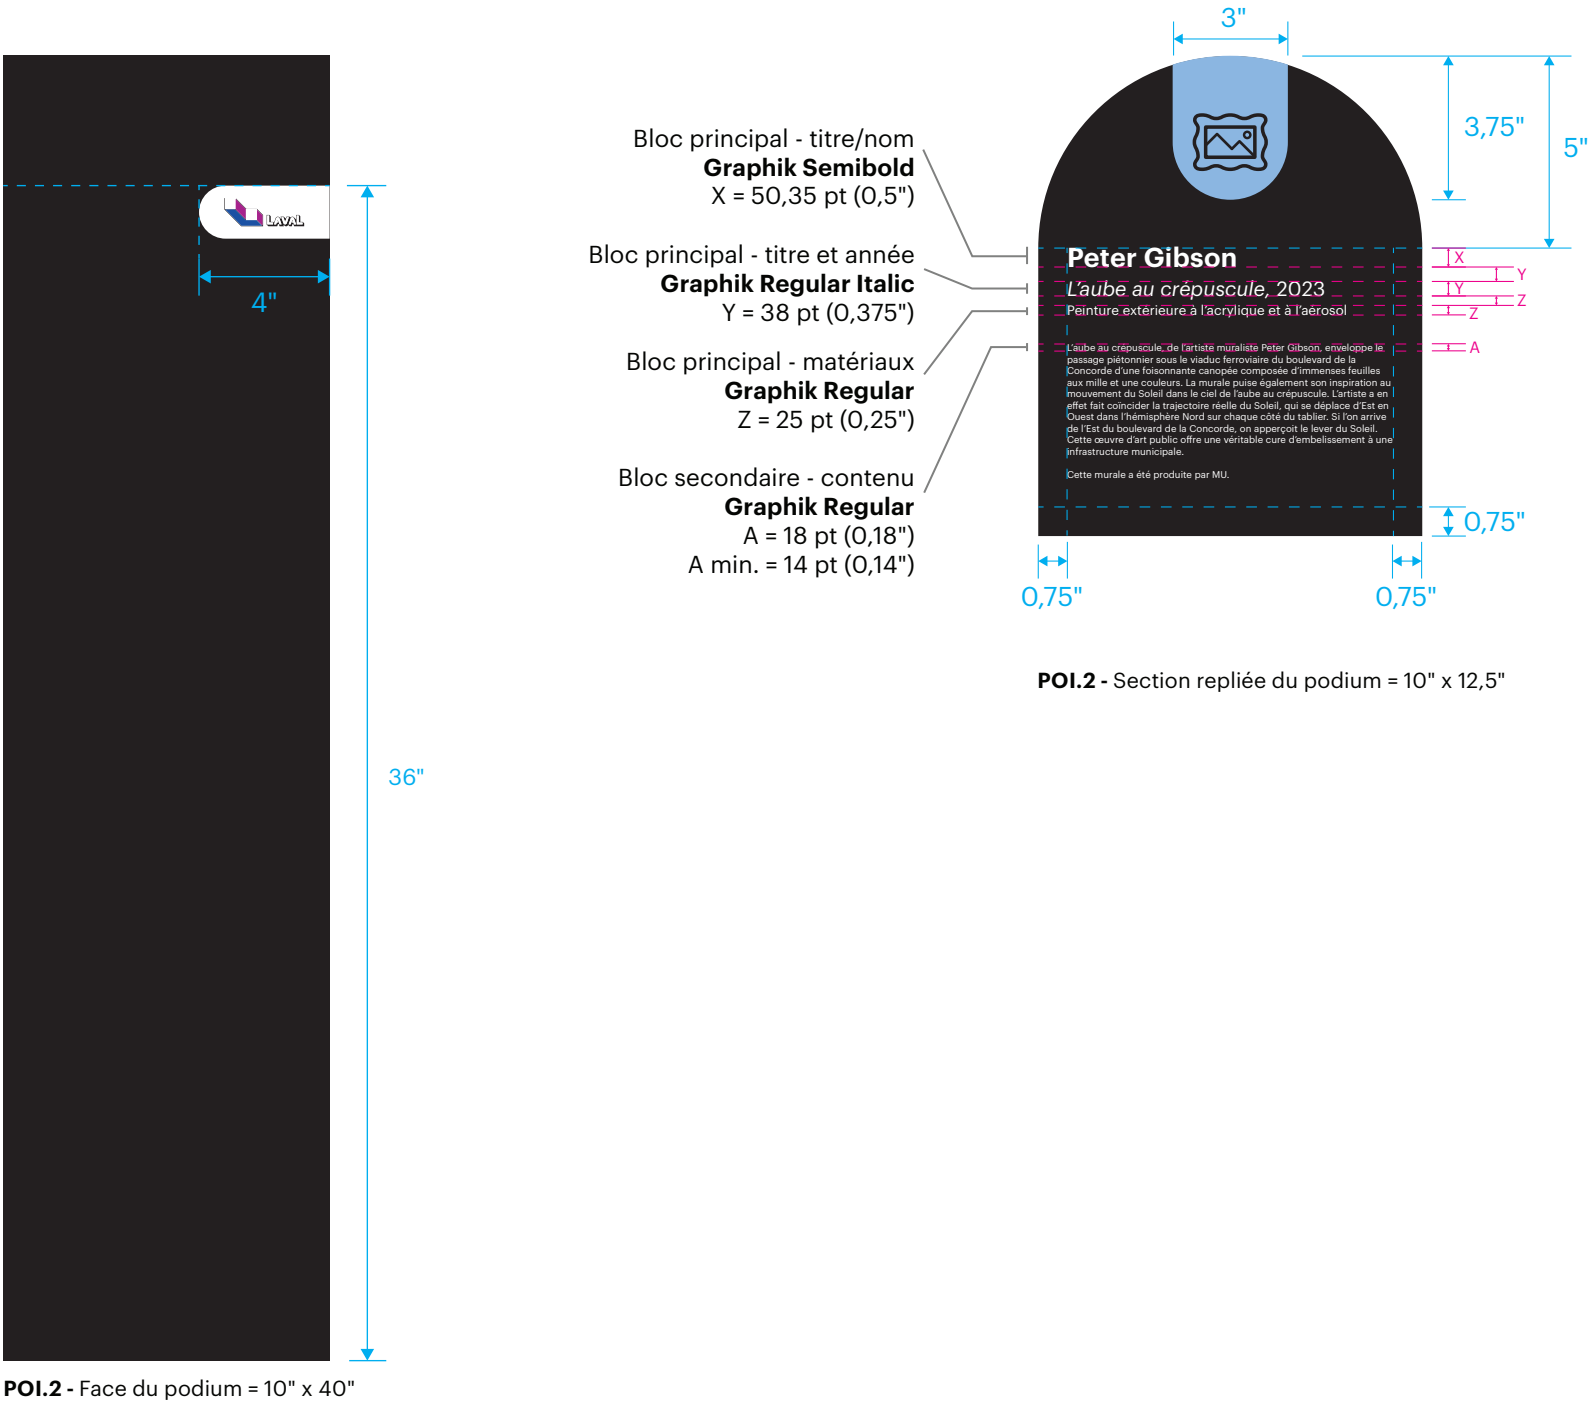 3"
3,75"
5"
Bloc principal - titre/nom
Graphik Semibold
X = 50,35 pt (0,5")
Bloc principal - titre et année
Graphik Regular Italic
Y = 38 pt (0,375")
Bloc principal - matériaux
Graphik Regular
Z = 25 pt (0,25")
Bloc secondaire - contenu
Graphik Regular
A = 18 pt (0,18")
A min. = 14 pt (0,14")
LAVAL
4"
36"
Peter Gibson
L'aube au crépuscule, 2023
Peinture extérieure à l'acrylique et à l'aérosol
L'aube au crépuscule, de l'artiste muraliste Peter Gibson, enveloppe le
passage piétonnier sous le viaduc ferroviaire du boulevard de la
Concorde d'une foisonnante canopée composée d'immenses feuilles
aux mille et une couleurs. La murale puise également son inspiration au
mouvement du Soleil dans le ciel de l'aube au crépuscule. L'artiste a en
effet fait coïncider la trajectoire réelle du Soleil, qui se déplace d'Est en
Ouest dans l'hémisphère Nord sur chaque côté du tablier. Si l'on arrive
de l'Est du boulevard de la Concorde, on apperçoit le lever du Soleil.
Cette œuvre d'art public offre une véritable cure d'embelissement à une
infrastructure municipale.
Cette murale a été produite par MU.
X
Y
Y
Z
Z
A
0,75"
0,75"
0,75"
POI.2 - Section repliée du podium = 10" x 12,5"
POI.2 - Face du podium = 10" x 40"